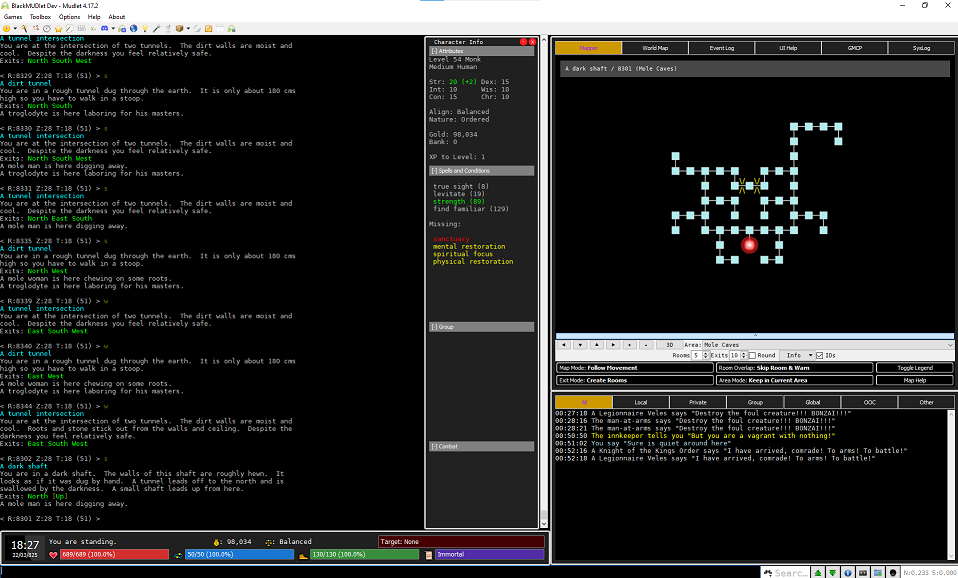 BlackMUDlet Dev - Mudlet 4.17.2
Games Toolbox Options Help About
A tunnel intersection
You are at the intersection of two tunnels. The dirt walls are moist and
cool. Despite the darkness you feel relatively safe.
Exits: North South West
< R:8329 Z:28 T:18 (51) > s
A dirt tunnel
You are in a rough tunnel dug through the earth. It is only about 180 cms
high so you have to walk in a stoop.
Exits: North South
A troglodyte is here laboring for his masters.
< R:8330 Z:28 T:18 (51) > s
A tunnel intersection
You are at the intersection of two tunnels. The dirt walls are moist and
cool. Despite the darkness you feel relatively safe.
Exits: North South West
A mole man is here digging away.
A troglodyte is here laboring for his masters.
< R:8331 Z:28 T:18 (51) > s
A tunnel intersection
You are at the intersection of two tunnels. The dirt walls are moist and
cool. Despite the darkness you feel relatively safe.
Exits: North East South
A troglodyte is here laboring for his masters.
< R:8335 Z:28 T:18 (51) > s
A dirt tunnel
You are in a rough tunnel dug through the earth. It is only about 180 cms
high so you have to walk in a stoop.
Exits: North West
A mole woman is here chewing on some roots.
A troglodyte is here laboring for his masters.
< R:8339 Z:28 T:18 (51) > w
A tunnel intersection
You are at the intersection of two tunnels. The dirt walls are moist and
cool. Despite the darkness you feel relatively safe.
Exits: East South West
< R:8340 Z:28 T:18 (51) > w
A dirt tunnel
You are in a rough tunnel dug through the earth. It is only about 180 cms
high so you have to walk in a stoop.
Exits: East West
A mole woman is here chewing on some roots.
A troglodyte is here laboring for his masters.
< R:8344 Z:28 T:18 (51) > w
A tunnel intersection
You are at the intersection of two tunnels. The dirt walls are moist and
cool. Roots and stone stick out from the walls and ceiling. Despite the
darkness you feel relatively safe.
Exits: East South West
< R:8302 Z:28 T:18 (51) > s
A dark shaft
You are in a dark shaft. The walls of this shaft are roughly hewn. It
looks as if it was dug by hand. A tunnel leads off to the north and is
swallowed by the darkness. A small shaft leads up from here.
Exits: North [Up]
A mole man is here digging away.
< R:8301 Z:28 T:18 (51) >
Character Info
[-] Attributes
Level 54 Monk
Medium Human
Str: 20 (+2) Dex: 15
Int: 10 Wis: 10
Con: 15 Chr: 10
Align: Balanced
Nature: Ordered
Gold: 98,034
Bank: 0
XP to Level: 1
[-] Spells and Conditions
true sight (8)
levitate (19)
strength (89)
find familiar (129)
Missing:
sanctuary
mental restoration
spiritual focus
physical restoration
[-] Group
[-] Combat
Mapper World Map Event Log UI Help GMCP SysLog
A dark shaft / 8301 (Mole Caves)
3D Area: Mole Caves
Rooms 5 Exits 10 Round Info IDs
Map Mode: Follow Movement Room Overlap: Skip Room & Warn Toggle Legend
Exit Mode: Create Rooms Area Mode: Keep in Current Area Map Help
All Local Private Group Global OOC Other
00:27:18 A Legionnaire Veles says "Destroy the foul creature!!! BONZAI!!!"
00:28:16 The man-at-arms says "Destroy the foul creature!!! BONZAI!!!"
00:28:21 The man-at-arms says "Destroy the foul creature!!! BONZAI!!!"
00:50:50 The innkeeper tells you "But you are a vagrant with nothing!"
00:51:02 You say "Sure is quiet around here"
00:52:16 A Knight of the Kings Order says "I have arrived, comrade! To arms! To battle!"
00:52:18 A Legionnaire Veles says "I have arrived, comrade! To arms! To battle!"
18:27
22/03/825
You are standing. : 98,034 : Balanced Target: None
689/689 (100.0%) 50/50 (100.0%) 130/130 (100.0%) Immortal
Searc...
N:0.233 S:0.000